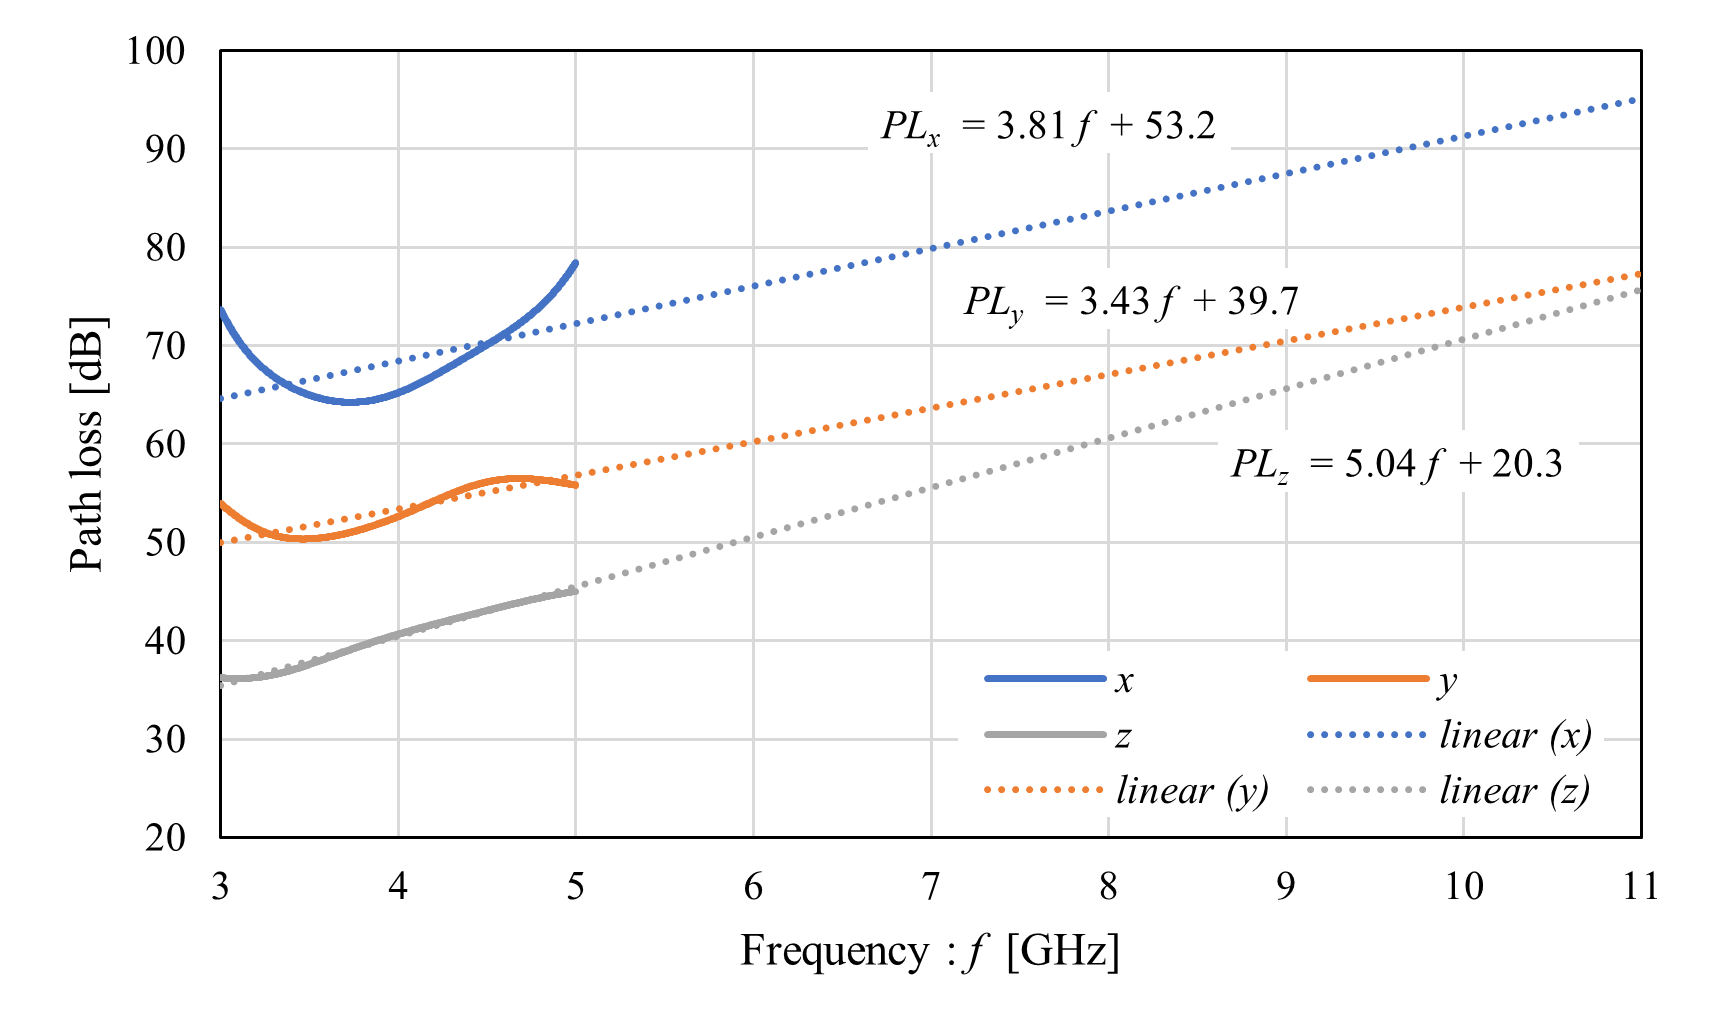 100
90
80
70
60
50
40
30
20
Path loss [dB]
PLx = 3.81 f + 53.2
PLy = 3.43 f + 39.7
PLz = 5.04 f + 20.3
x y
z linear (x)
linear (y) linear (z)
3 4 5 6 7 8 9 10 11
Frequency : f [GHz]